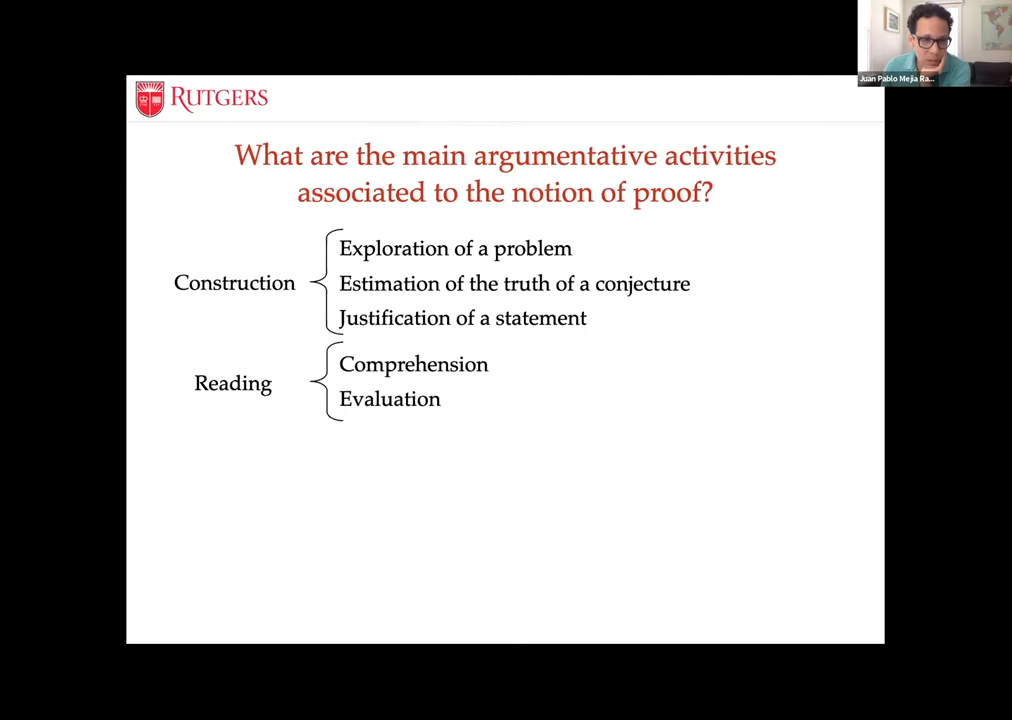 Juan Pablo Mejia Ra...
RUTGERS
What are the main argumentative activities
associated to the notion of proof?
Construction
Exploration of a problem
Estimation of the truth of a conjecture
Justification of a statement
Reading
Comprehension
Evaluation